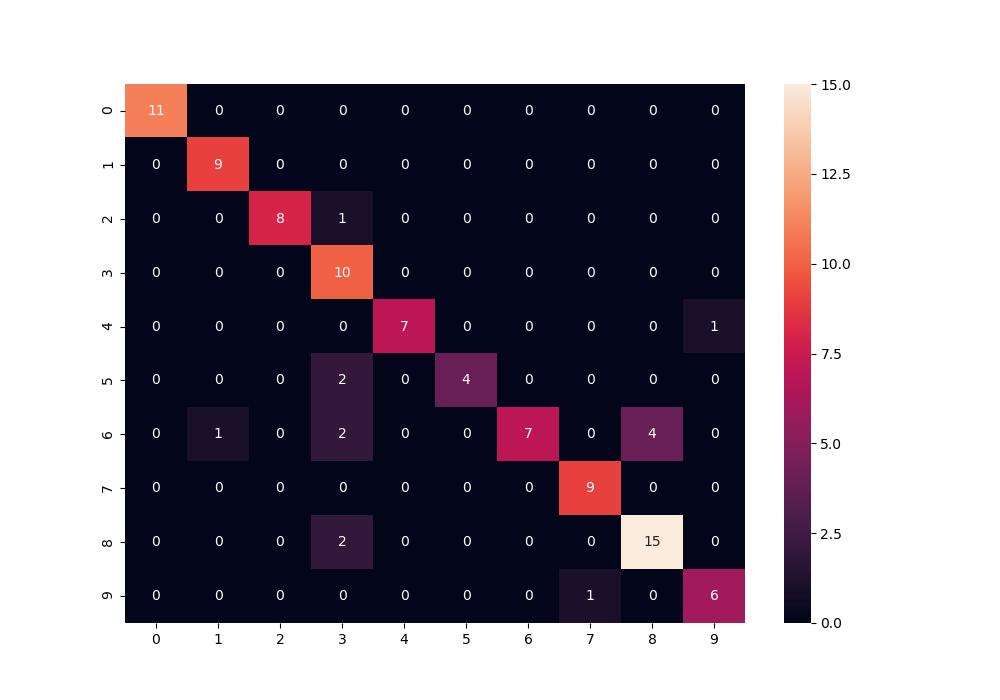 0 11 0 0 0 0 0 0 0 0 0
1 0 9 0 0 0 0 0 0 0 0
2 0 0 8 1 0 0 0 0 0 0
3 0 0 0 10 0 0 0 0 0 0
4 0 0 0 0 7 0 0 0 0 1
5 0 0 0 2 0 4 0 0 0 0
6 0 1 0 2 0 0 7 0 4 0
7 0 0 0 0 0 0 0 9 0 0
8 0 0 0 2 0 0 0 0 15 0
9 0 0 0 0 0 0 0 1 0 6
0 1 2 3 4 5 6 7 8 9
15.0
12.5
10.0
7.5
5.0
2.5
0.0